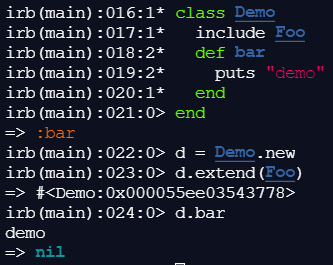 irb(main):016:1* class Demo
irb(main):017:1*   include Foo
irb(main):018:2*   def bar
irb(main):019:2*     puts "demo"
irb(main):020:1*   end
irb(main):021:0> end
=> :bar
irb(main):022:0> d = Demo.new
irb(main):023:0> d.extend(Foo)
=> #<Demo:0x000055ee03543778>
irb(main):024:0> d.bar
demo
=> nil